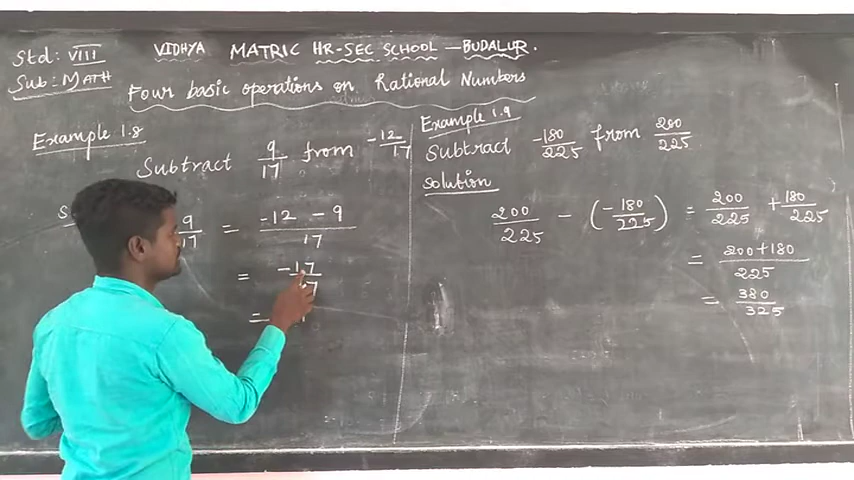 Std: VIII
VIDHYA MATRIC HR-SEC SCHOOL — BUDALUR.
Sub: MATH
Four basic operations on Rational Numbers
Example 1.8
Subtract 9/17 from -12/17
9/17 = -12 - 9/17
= -17/17
=
Example 1.9
Subtract -180/225 from 200/225
Solution
200/225 - (-180/225) = 200/225 + 180/225
= 200+180/225
= 380/325